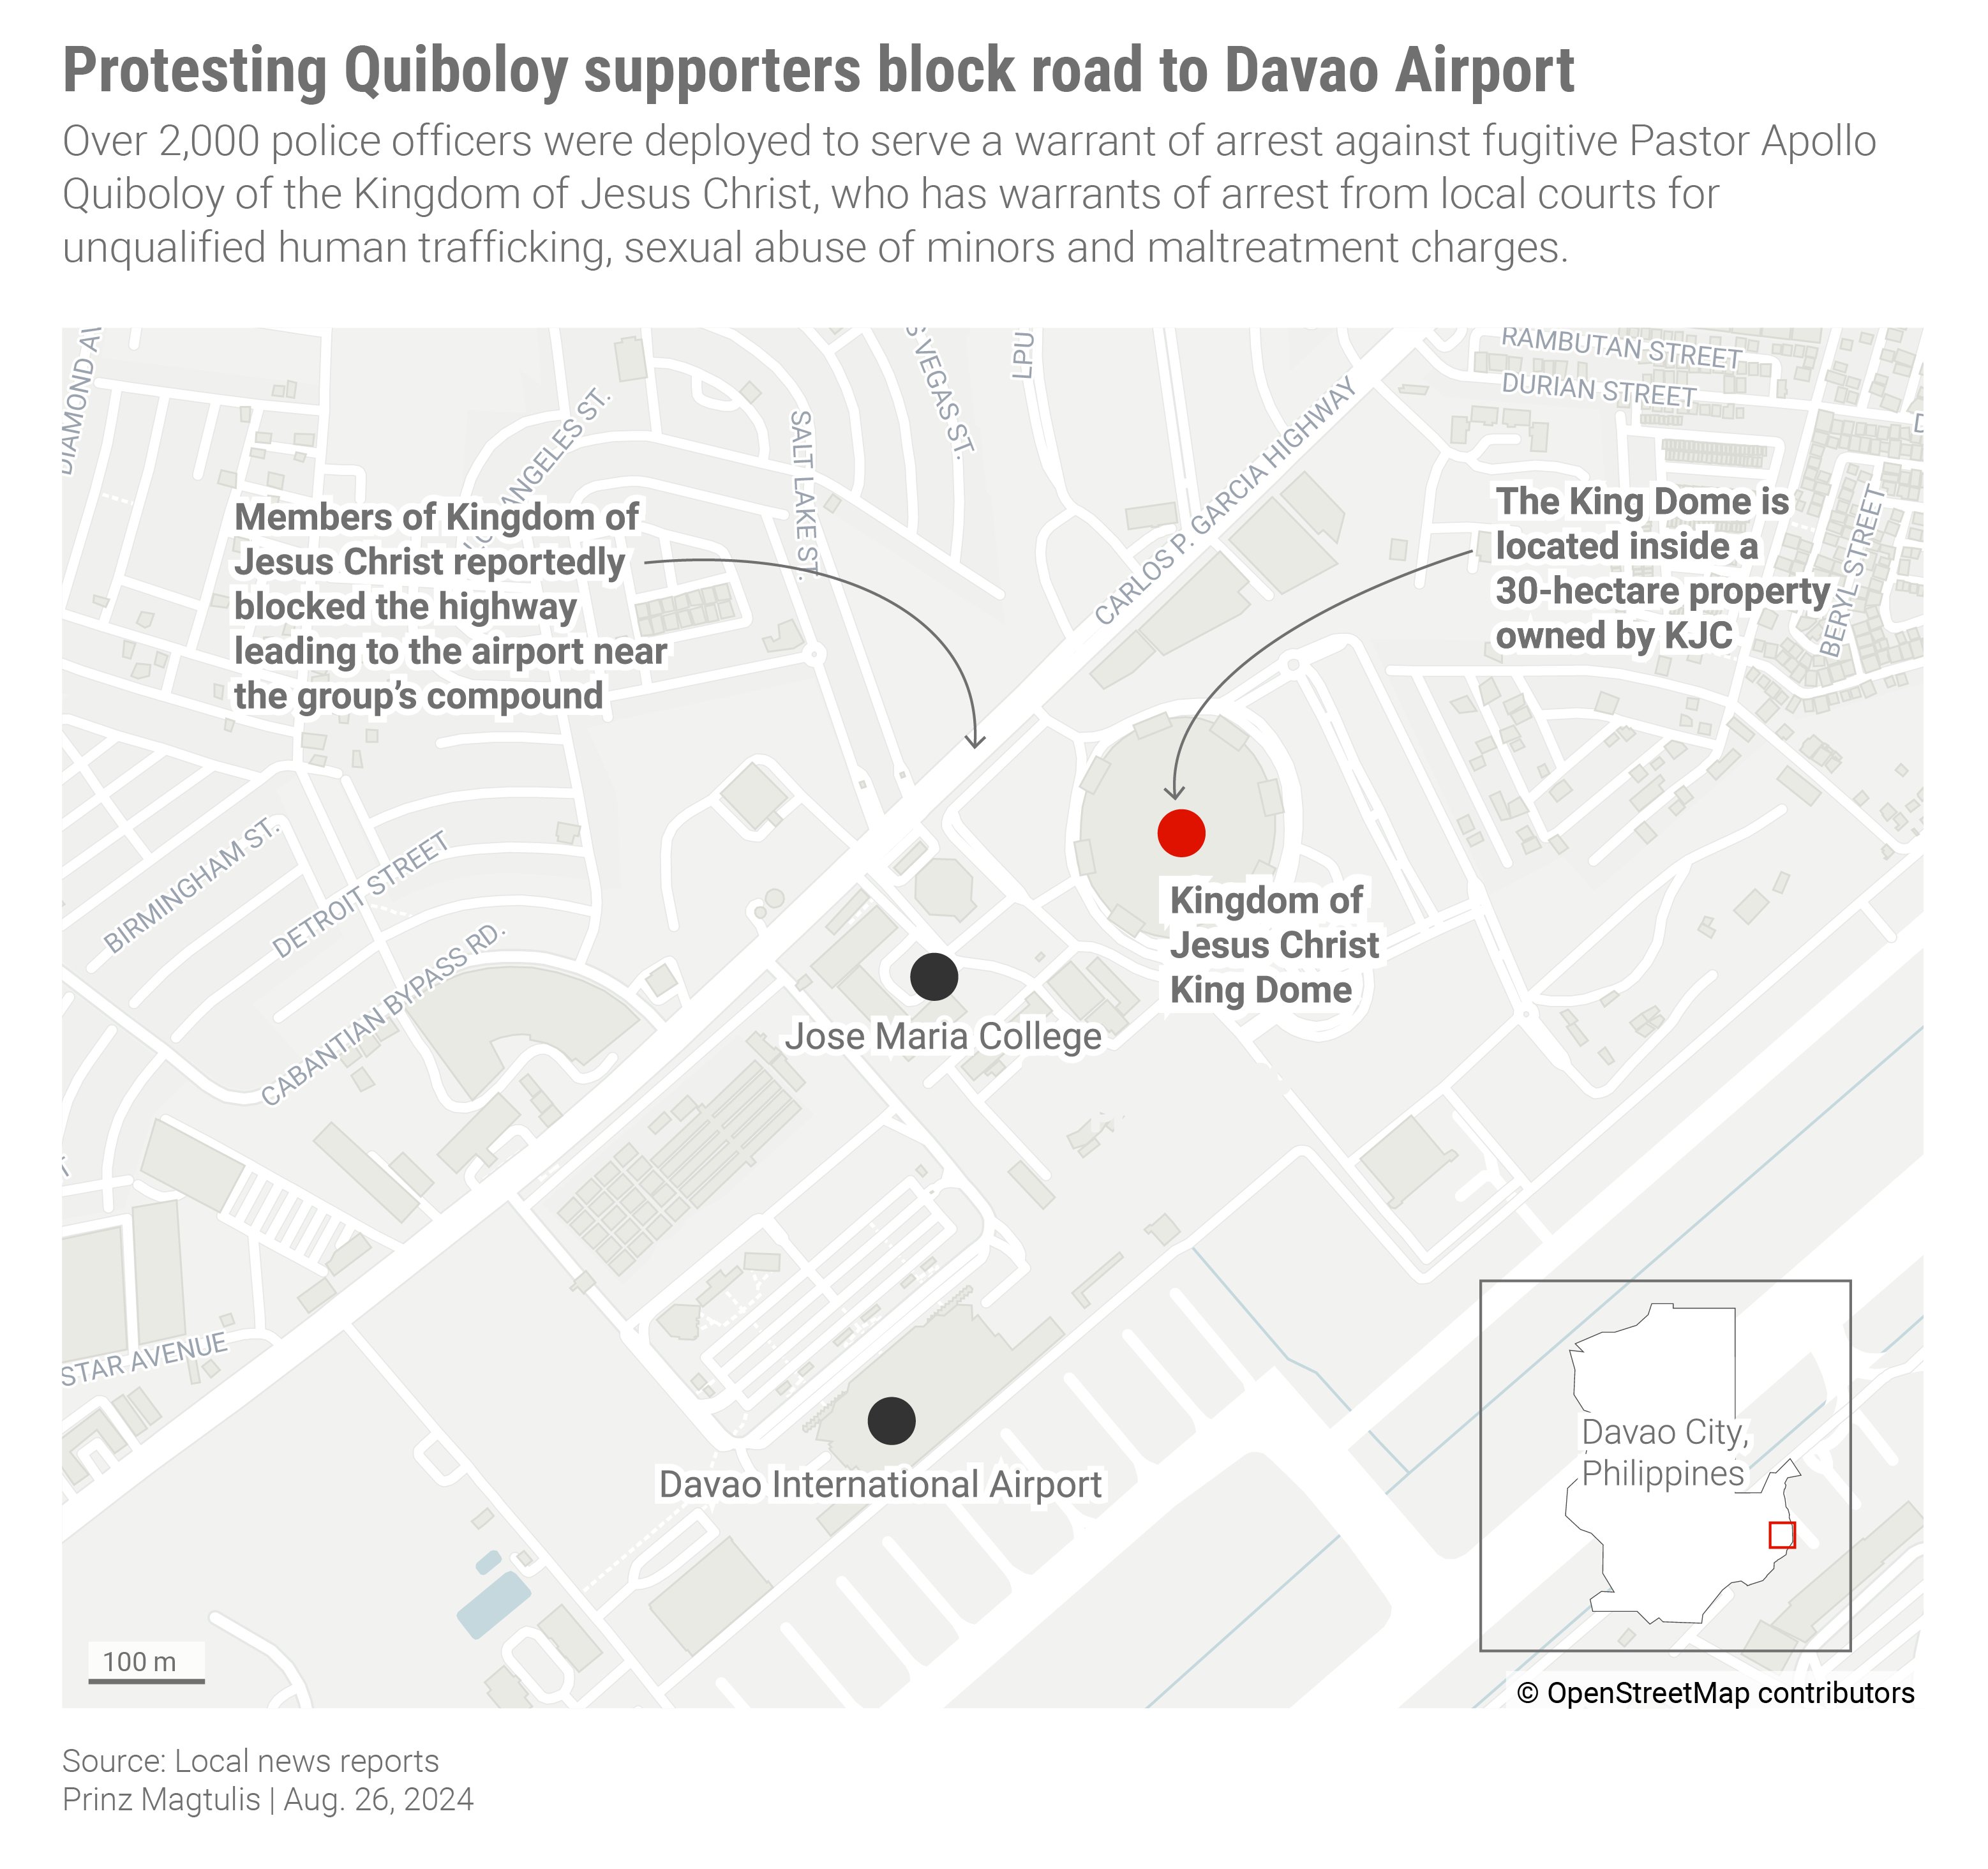 Protesting Quiboloy supporters block road to Davao Airport
Over 2,000 police officers were deployed to serve a warrant of arrest against fugitive Pastor Apollo
Quiboloy of the Kingdom of Jesus Christ, who has warrants of arrest from local courts for
unqualified human trafficking, sexual abuse of minors and maltreatment charges.
DIAMOND
ANGELES ST.
SALT LAKE ST.
VEGAS ST.
LPU
CARLOS P. GARCIA HIGHWAY
RAMBUTAN STREET
DURIAN STREET
BERYL STREET
Members of Kingdom of
Jesus Christ reportedly
blocked the highway
leading to the airport near
the group’s compound
The King Dome is
located inside a
30-hectare property
owned by KJC
BIRMINGHAM ST.
DETROIT STREET
CABANTIAN BYPASS RD.
Kingdom of
Jesus Christ
King Dome
Jose Maria College
STAR AVENUE
Davao International Airport
Davao City,
Philippines
100 m
© OpenStreetMap contributors
Source: Local news reports
Prinz Magtulis | Aug. 26, 2024